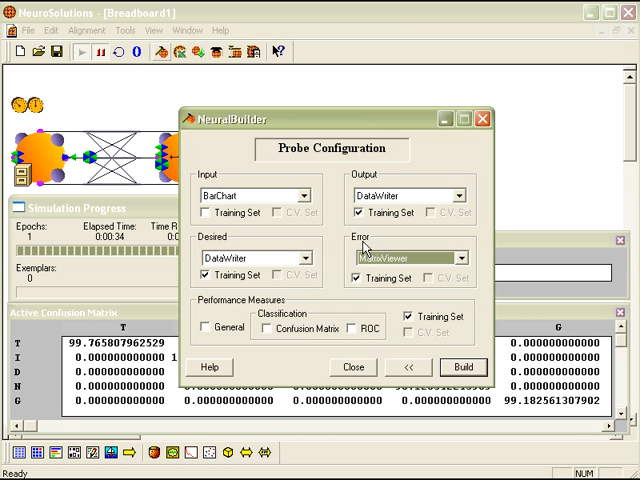 NeuroSolutions - [Breadboard1]
File Edit Alignment Tools View Window Help
NeuralBuilder
Probe Configuration
Input
BarChart
Training Set C.V. Set
Output
DataWriter
Training Set C.V. Set
Desired
DataWriter
Training Set C.V. Set
Error
MatrixViewer
Training Set C.V. Set
Performance Measures
General
Classification
Confusion Matrix ROC
Training Set
C.V. Set
Help Close << Build
Simulation Progress
Epochs: Elapsed Time: Time R
1 0:00:34
Exemplars:
0
Active Confusion Matrix
T G
T 99.765807962529 0.000000000000
I 0.000000000000 1 0.000000000000
D 0.000000000000 0.000000000000
N 0.000000000000 0.000000000000
G 0.000000000000 0.000000000000 0.000000000000 0.000000000000 99.182561307902
Ready NUM